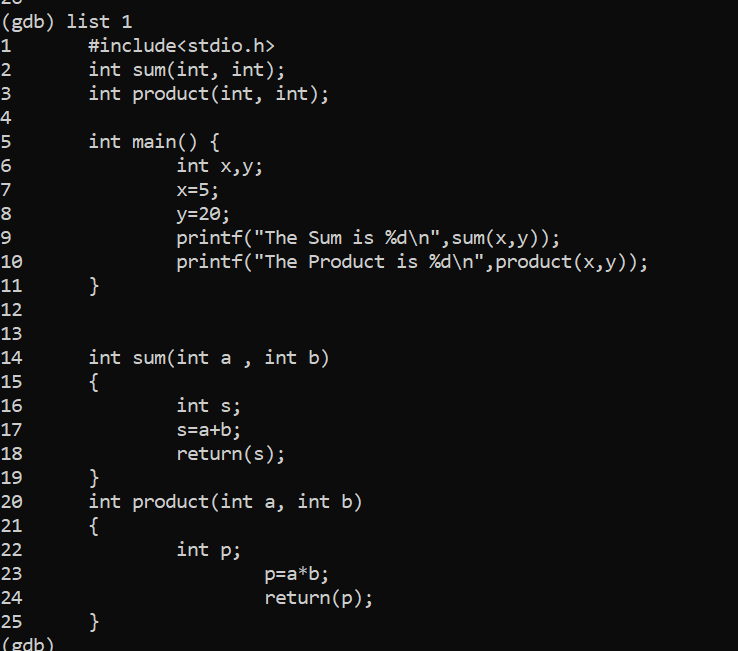 20
(gdb) list 1
1 #include<stdio.h>
2 int sum(int, int);
3 int product(int, int);
4
5 int main() {
6 int x,y;
7 x=5;
8 y=20;
9 printf("The Sum is %d\n",sum(x,y));
10 printf("The Product is %d\n",product(x,y));
11 }
12
13
14 int sum(int a , int b)
15 {
16 int s;
17 s=a+b;
18 return(s);
19 }
20 int product(int a, int b)
21 {
22 int p;
23 p=a*b;
24 return(p);
25 }
(gdb)